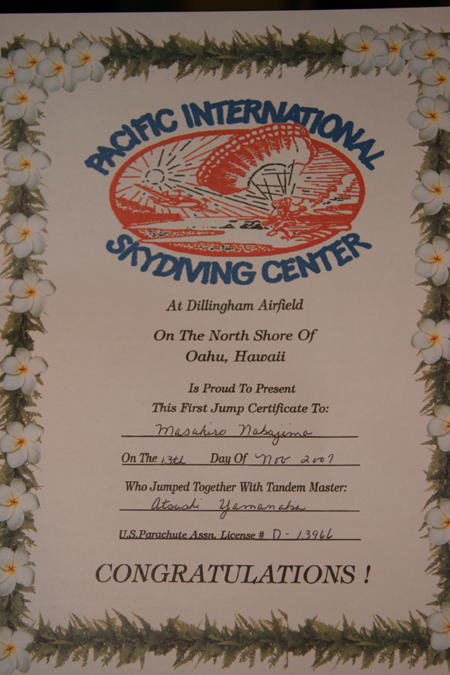 PACIFIC INTERNATIONAL
SKYDIVING CENTER
At Dillingham Airfield
On The North Shore Of
Oahu, Hawaii
Is Proud To Present
This First Jump Certificate To:
Masahiro Nakajima
On The 13th Day Of Nov 2007
Who Jumped Together With Tandem Master:
Atsushi Yamanabe
U.S.Parachute Assn. License # D - 13966
CONGRATULATIONS !